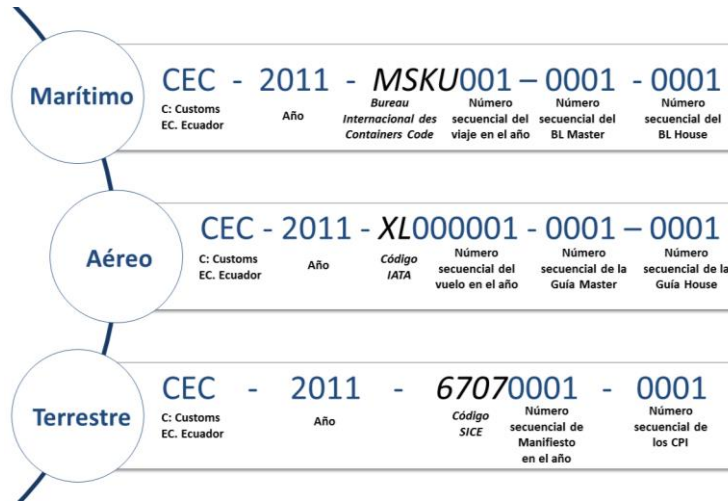 Marítimo
CEC - 2011 - MSKU001 – 0001 - 0001
C: Customs
EC. Ecuador
Año
Bureau
Internacional des
Containers Code
Número
secuencial del
viaje en el año
Número
secuencial del
BL Master
Número
secuencial del
BL House
Aéreo
CEC - 2011 - XL000001 - 0001 – 0001
C: Customs
EC. Ecuador
Año
Código
IATA
Número
secuencial del
vuelo en el año
Número
secuencial de la
Guía Master
Número
secuencial de la
Guía House
Terrestre
CEC - 2011 - 67070001 - 0001
C: Customs
EC. Ecuador
Año
Código
SICE
Número
secuencial de
Manifiesto
en el año
Número
secuencial de
los CPI